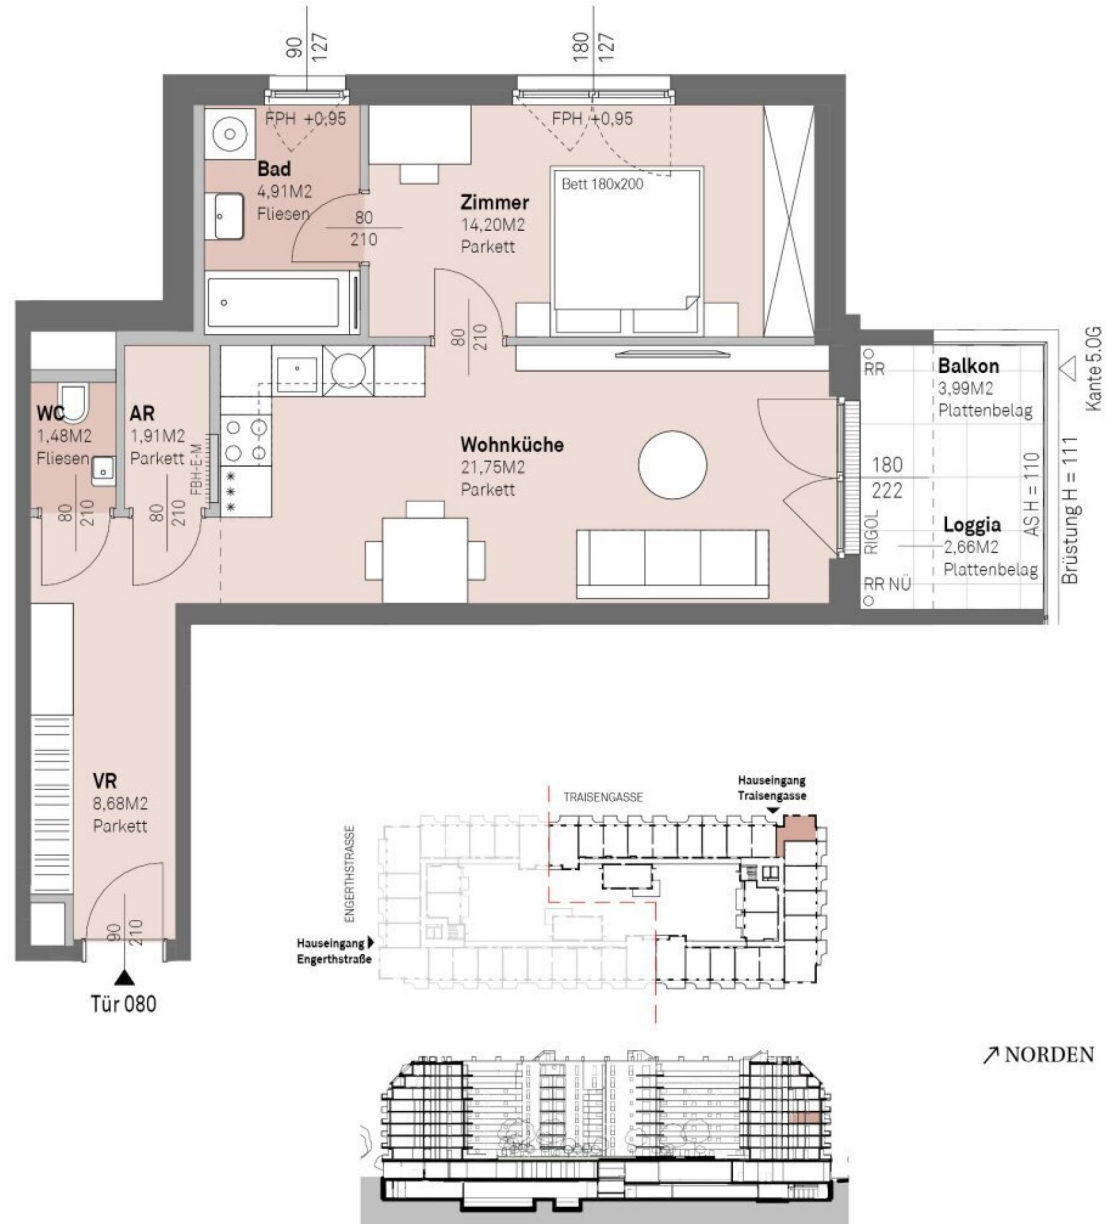 90
127
180
127
FPH +0,95
FPH +0,95
Bad
4,91M2
Fliesen
80
210
Zimmer
14,20M2
Parkett
Bett 180x200
80
210
WC
1,48M2
Fliesen
80
210
AR
1,91M2
Parkett
FBH-E-M
80
210
Wohnküche
21,75M2
Parkett
RR
Balkon
3,99M2
Plattenbelag
Kante 5.OG
180
222
RIGOL
AS H = 110
Brüstung H = 111
Loggia
2,66M2
Plattenbelag
RR NÜ
VR
8,68M2
Parkett
90
210
Tür 080
TRAISENGASSE
Hauseingang
Traisengasse
ENGERTHSTRASSE
Hauseingang
Engerthstraße
NORDEN